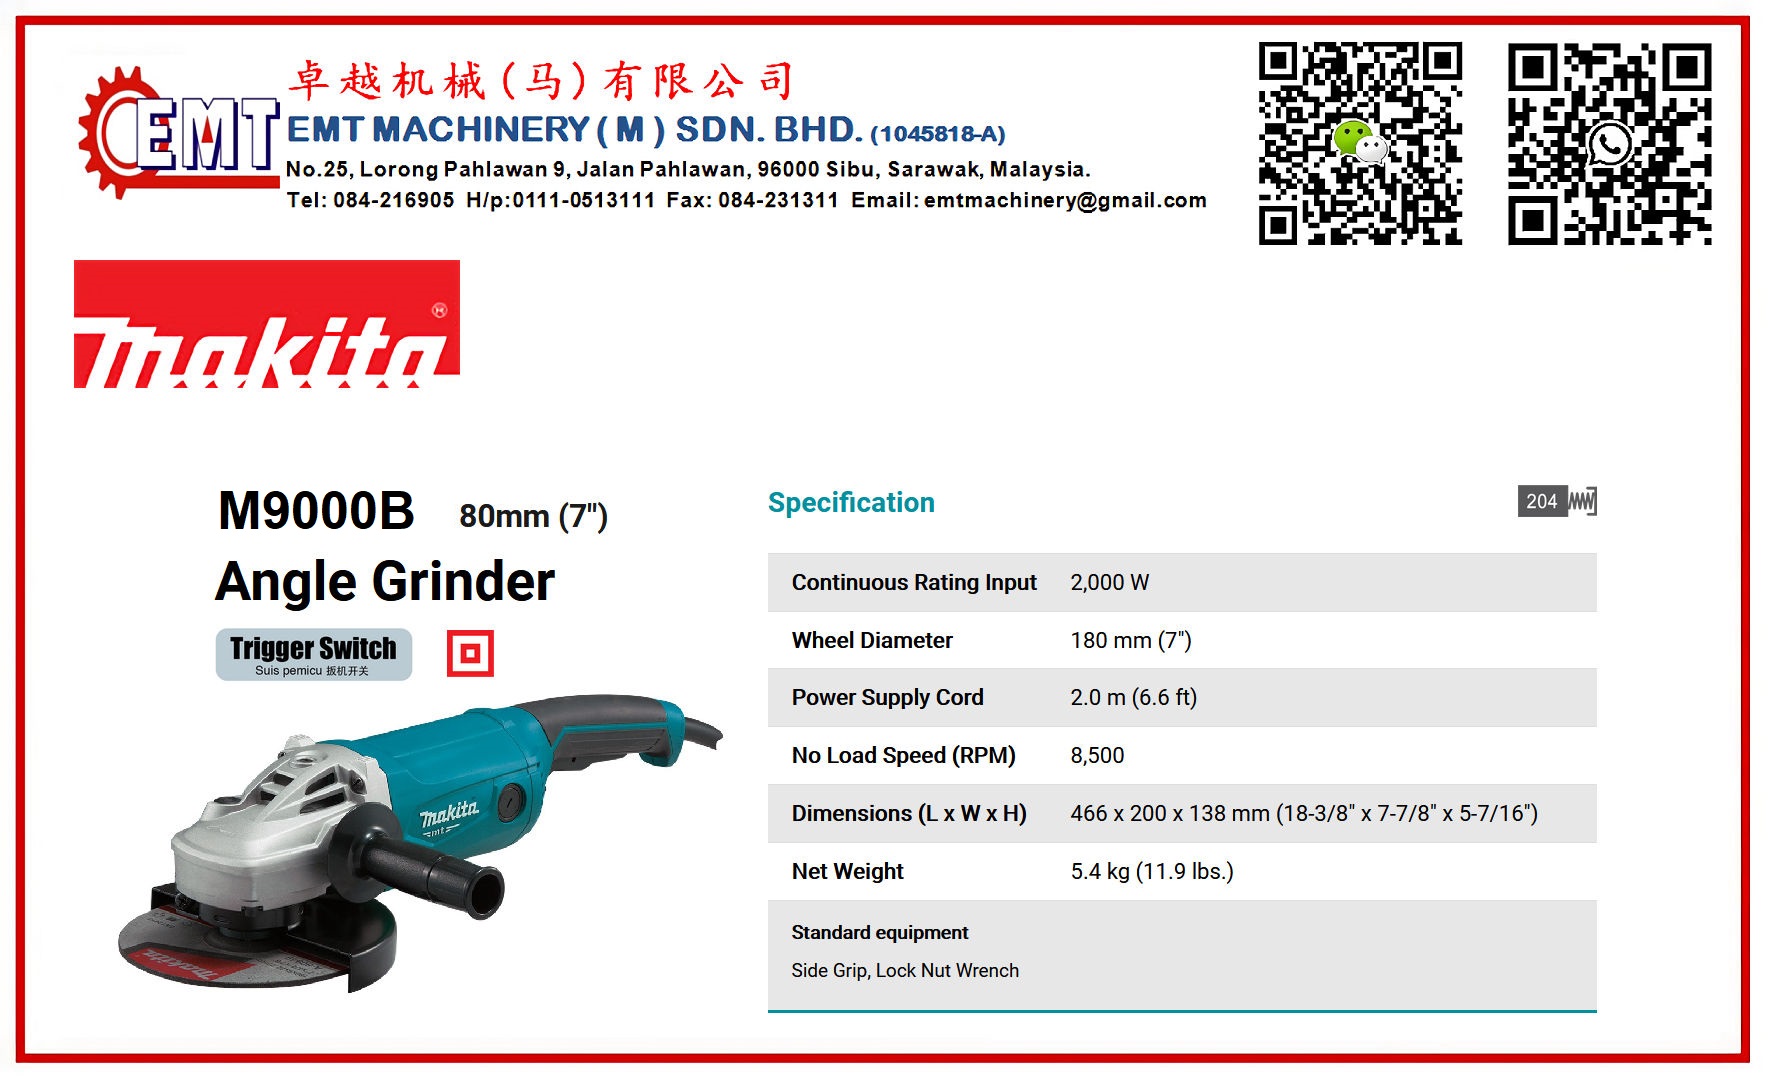 卓越机械(马)有限公司
EMT
EMT MACHINERY ( M ) SDN. BHD. (1045818-A)
No.25, Lorong Pahlawan 9, Jalan Pahlawan, 96000 Sibu, Sarawak, Malaysia.
Tel: 084-216905 H/p:0111-0513111 Fax: 084-231311 Email: emtmachinery@gmail.com
makita
M9000B 80mm (7")
Angle Grinder
Trigger Switch
Suis pemicu 扳机开关
makita
mt
makita
Specification
204
Continuous Rating Input 2,000 W
Wheel Diameter 180 mm (7")
Power Supply Cord 2.0 m (6.6 ft)
No Load Speed (RPM) 8,500
Dimensions (L x W x H) 466 x 200 x 138 mm (18-3/8" x 7-7/8" x 5-7/16")
Net Weight 5.4 kg (11.9 lbs.)
Standard equipment
Side Grip, Lock Nut Wrench